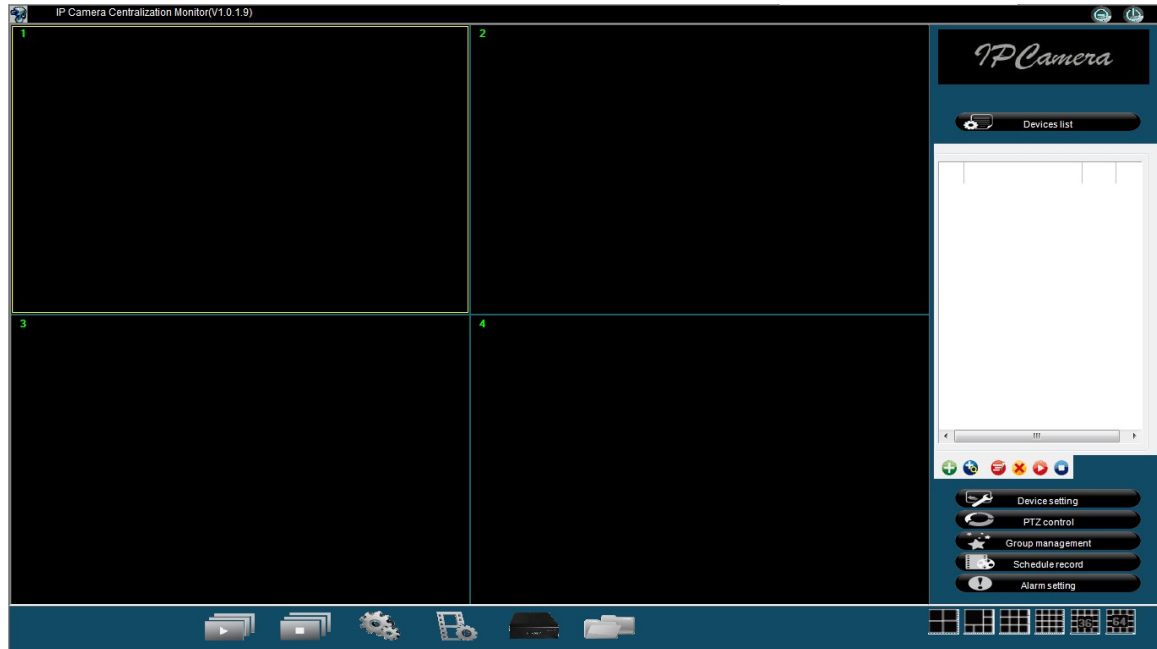 IP Camera Centralization Monitor(V1.0.1.9)
1
2
3
4
IPCamera
Devices list
Device setting
PTZ control
Group management
Schedule record
Alarm setting
36
64